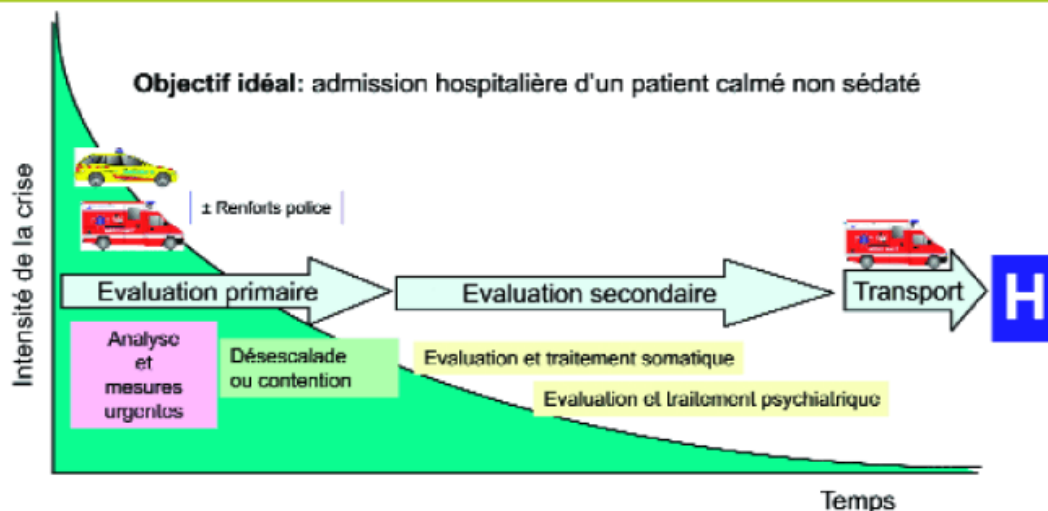 Objectif idéal: admission hospitalière d'un patient calmé non sédaté
Intensité de la crise
± Renforts police
Evaluation primaire
Evaluation secondaire
Transport
H
Analyse
et
mesures
urgentes
Désescalade
ou contention
Evaluation et traitement somatique
Evaluation et traitement psychiatrique
Temps